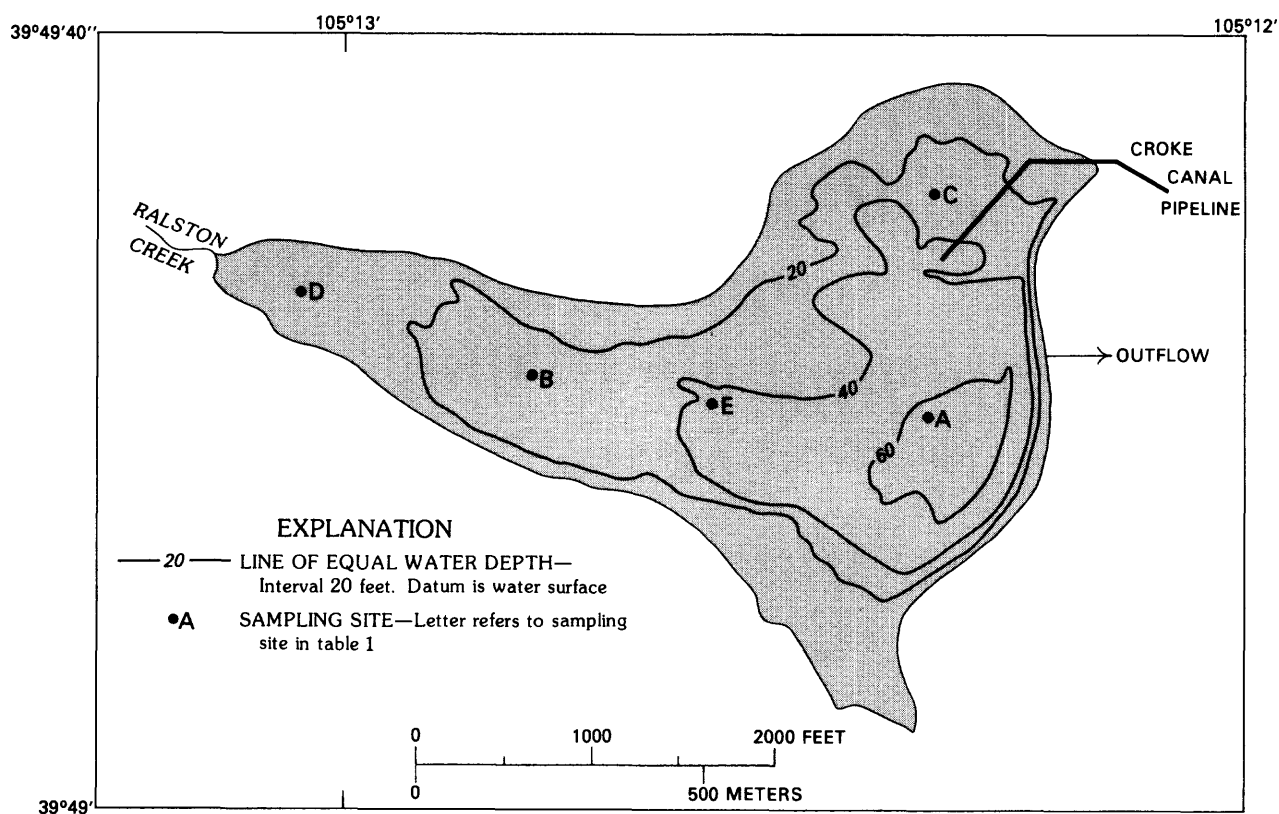 39°49'40"
105°13'
105°12'
CROKE
CANAL
PIPELINE
RALSTON
CREEK
C
20
D
OUTFLOW
B
E
40
A
60
EXPLANATION
20 LINE OF EQUAL WATER DEPTH—
Interval 20 feet. Datum is water surface
A SAMPLING SITE—Letter refers to sampling
site in table 1
0 1000 2000 FEET
0 500 METERS
39°49'